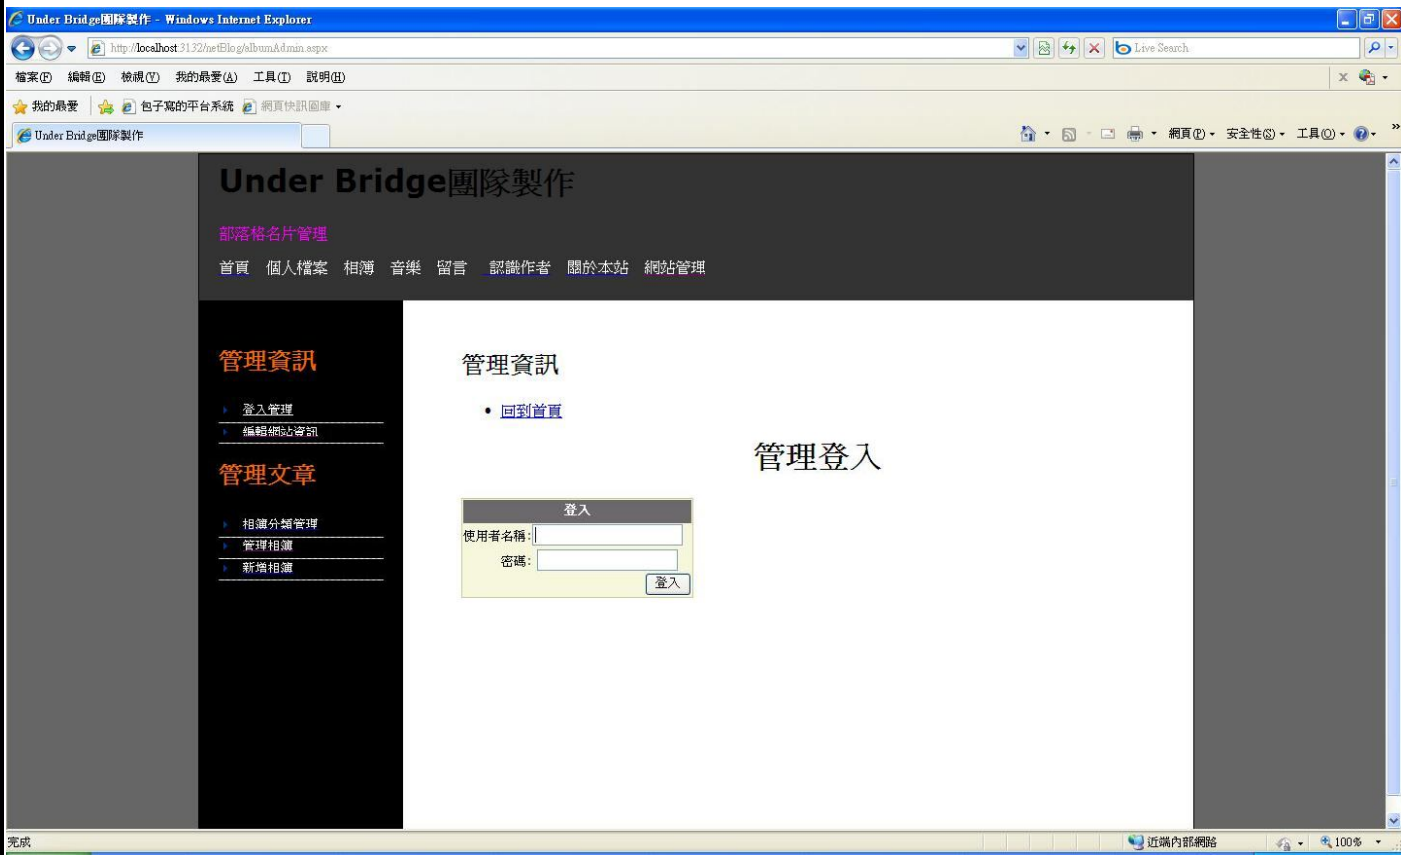 Under Bridge團隊製作 - Windows Internet Explorer
http://localhost:3132/netBlog/albumAdmin.aspx
Live Search
檔案(F) 編輯(E) 檢視(V) 我的最愛(A) 工具(T) 說明(H)
x
我的最愛 包子寫的平台系統 網頁快訊圖庫
Under Bridge團隊製作
網頁(P) 安全性(S) 工具(O) »
Under Bridge團隊製作
部落格名片管理
首頁 個人檔案 相簿 音樂 留言 認識作者 關於本站 網站管理
管理資訊
登入管理
編輯網站資訊
管理文章
相簿分類管理
管理相簿
新增相簿
管理資訊
• 回到首頁
管理登入
登入
使用者名稱:
密碼:
登入
完成
近端內部網路
100%